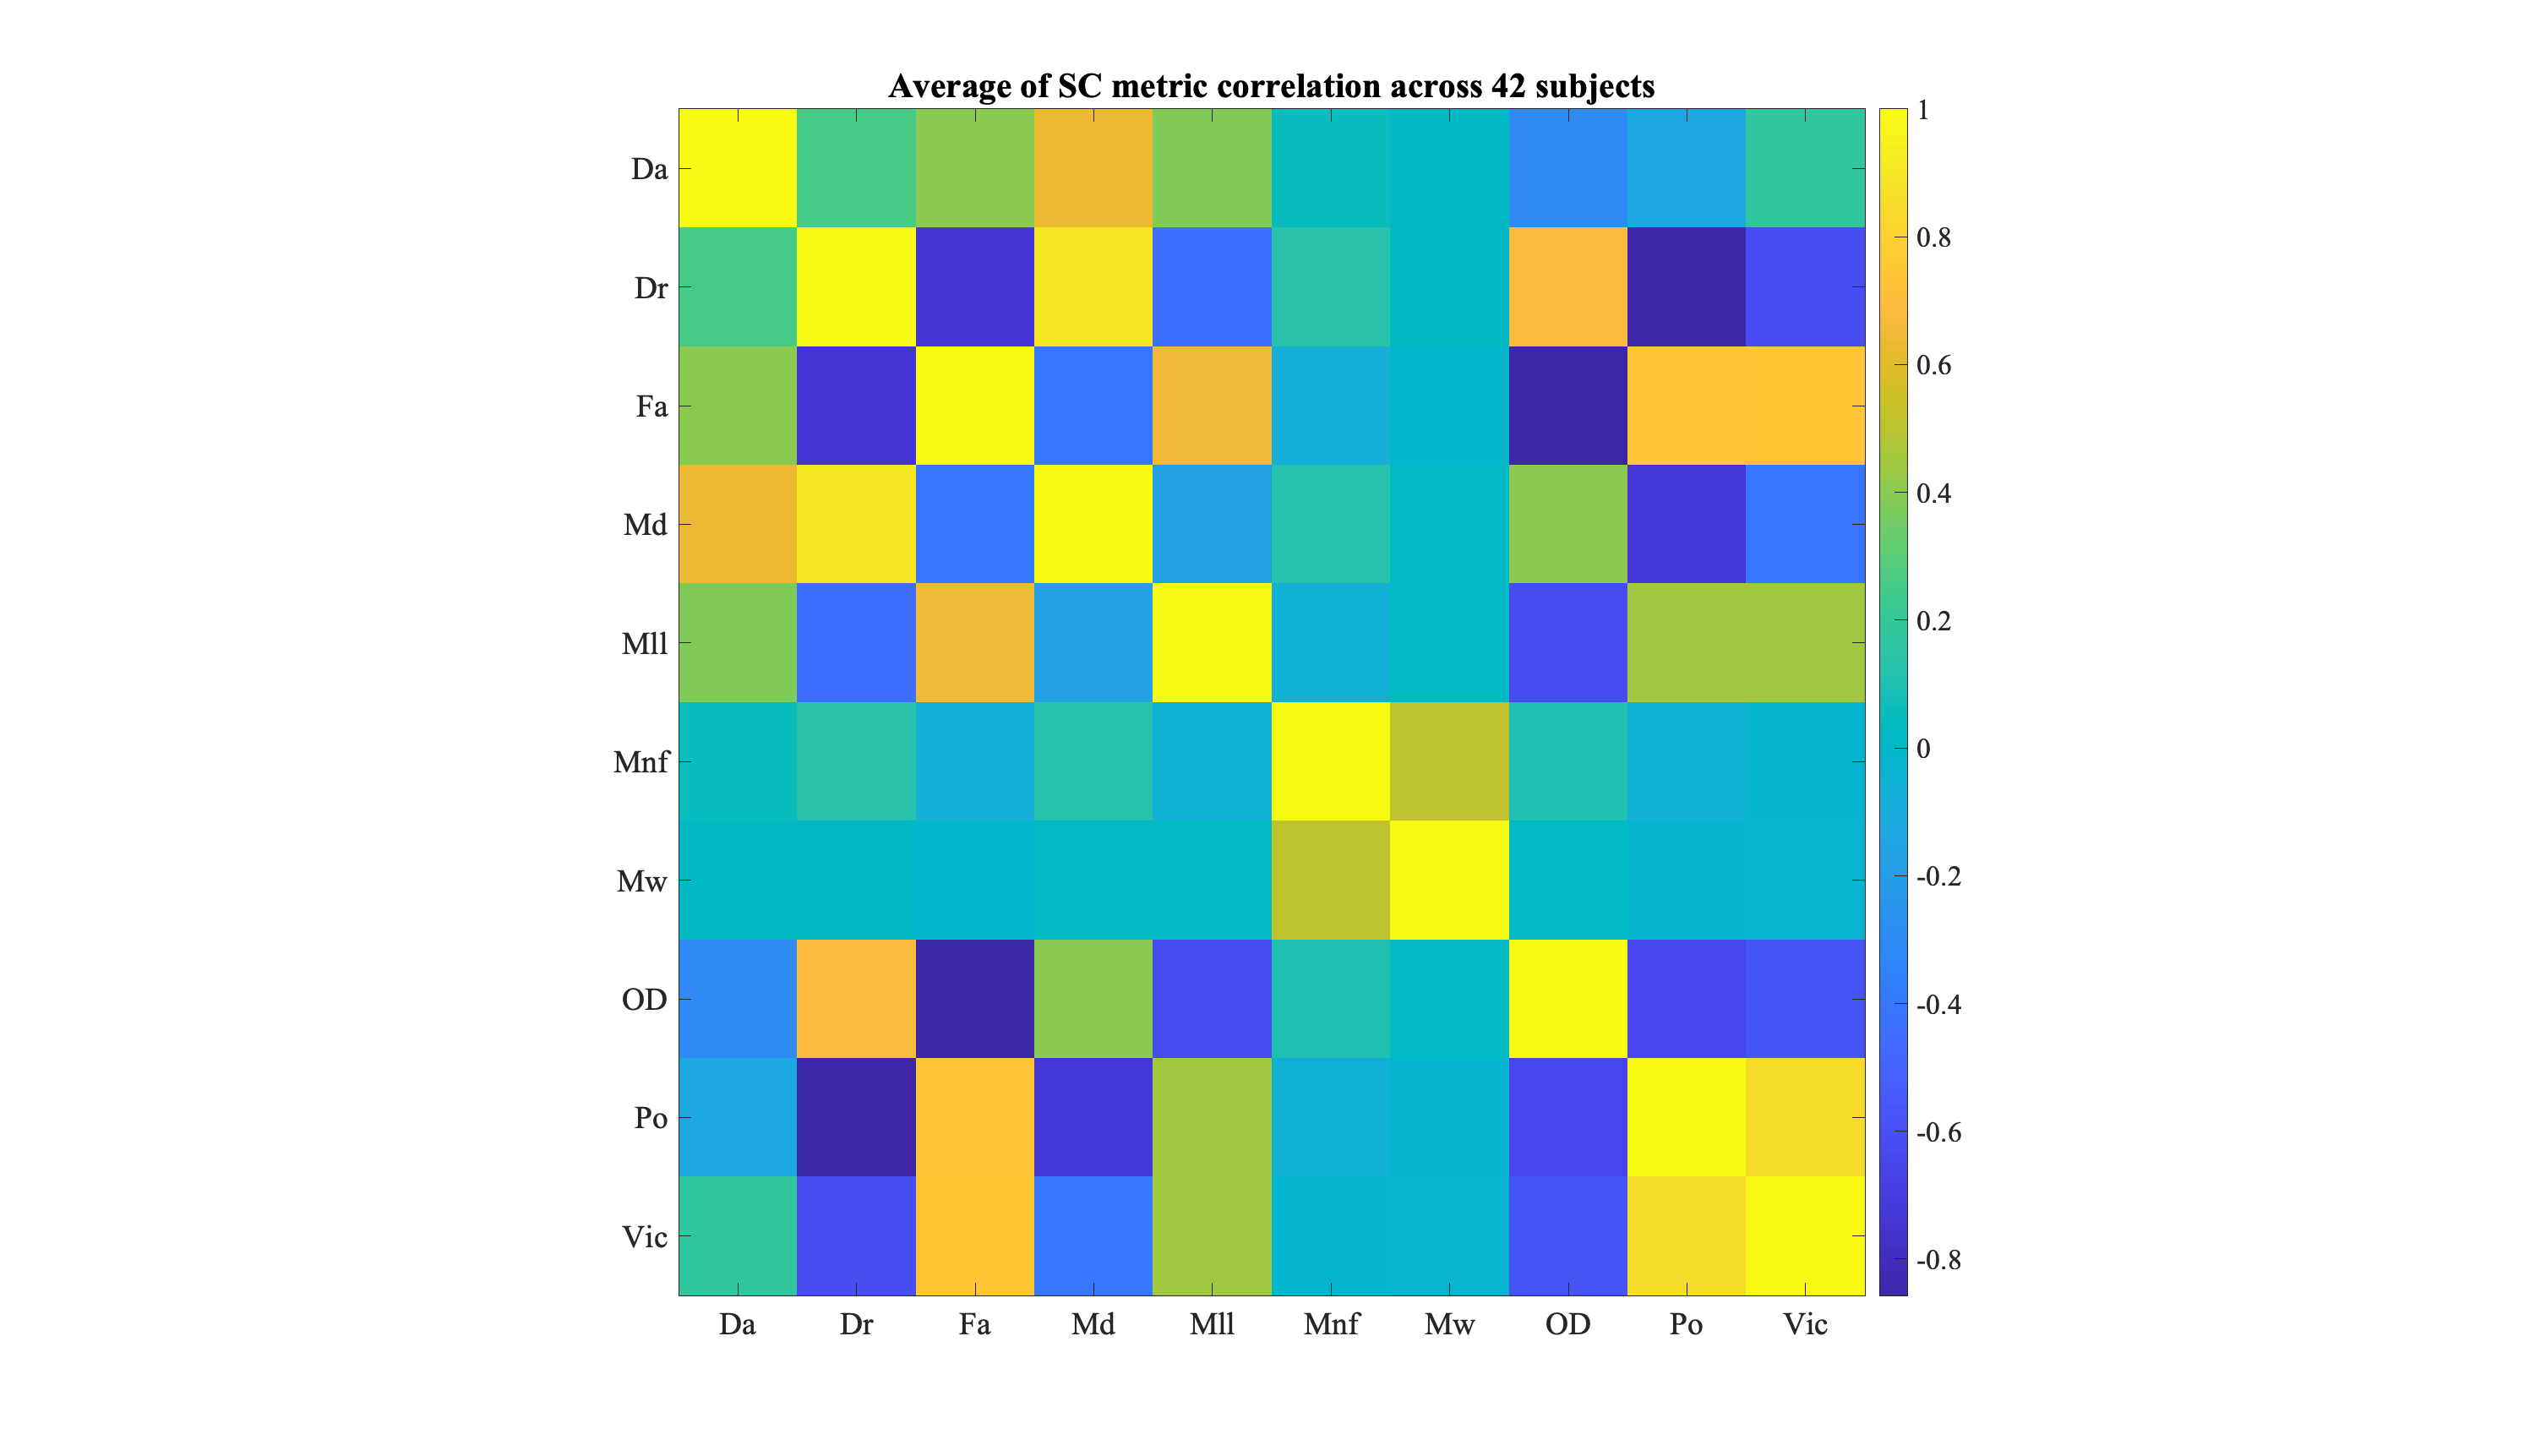 Average of SC metric correlation across 42 subjects
Da
Dr
Fa
Md
Mll
Mnf
Mw
OD
Po
Vic
Da Dr Fa Md Mll Mnf Mw OD Po Vic
1
0.8
0.6
0.4
0.2
0
-0.2
-0.4
-0.6
-0.8